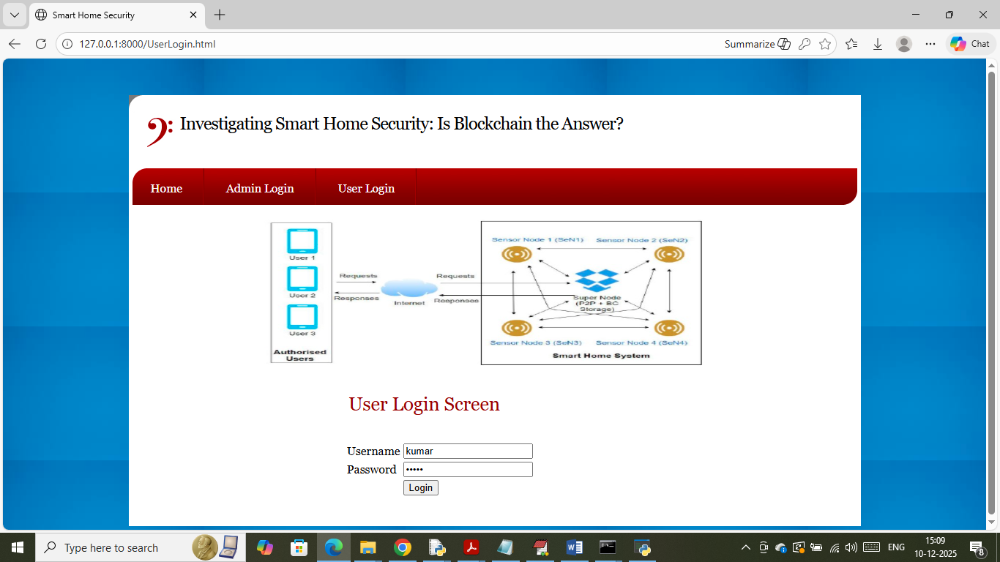 Smart Home Security
127.0.0.1:8000/UserLogin.html
Summarize
Chat
Investigating Smart Home Security: Is Blockchain the Answer?
Home
Admin Login
User Login
User 1
User 2
User 3
Authorised
Users
Requests
Responses
Internet
Requests
Responses
Sensor Node 1 (SeN1)
Sensor Node 2 (SeN2)
Super Node
(P2P + BC
Storage)
Sensor Node 3 (SeN3)
Sensor Node 4 (SeN4)
Smart Home System
User Login Screen
Username kumar
Password •••••
Login
Type here to search
ENG
15:09
10-12-2025
8